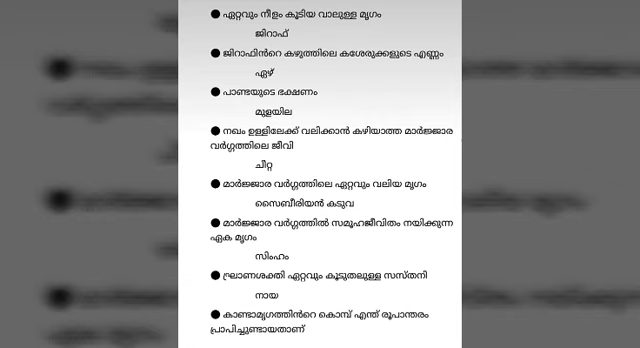 ● ഏറ്റവും നീളം കൂടിയ വാലുള്ള മൃഗം
ജിറാഫ്
● ജിറാഫിൻറെ കഴുത്തിലെ കശേരുക്കളുടെ എണ്ണം
ഏഴ്
● പാണ്ടയുടെ ഭക്ഷണം
മുളയില
● നഖം ഉള്ളിലേക്ക് വലിക്കാൻ കഴിയാത്ത മാർജ്ജാര
വർഗ്ഗത്തിലെ ജീവി
ചീറ്റ
● മാർജ്ജാര വർഗ്ഗത്തിലെ ഏറ്റവും വലിയ മൃഗം
സൈബീരിയൻ കടുവ
● മാർജ്ജാര വർഗ്ഗത്തിൽ സമൂഹജീവിതം നയിക്കുന്ന
ഏക മൃഗം
സിംഹം
● ഘ്രാണശക്തി ഏറ്റവും കൂടുതലുള്ള സസ്തനി
നായ
● കാണ്ടാമൃഗത്തിൻറെ കൊമ്പ് എന്ത് രൂപാന്തരം
പ്രാപിച്ചുണ്ടായതാണ്